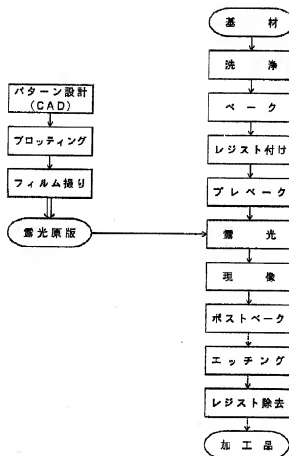 パターン設計
(CAD)
プロッティング
フィルム撮り
露光原版
基材
洗浄
ベーク
レジスト付け
プレベーク
露光
現像
ポストベーク
エッチング
レジスト除去
加工品